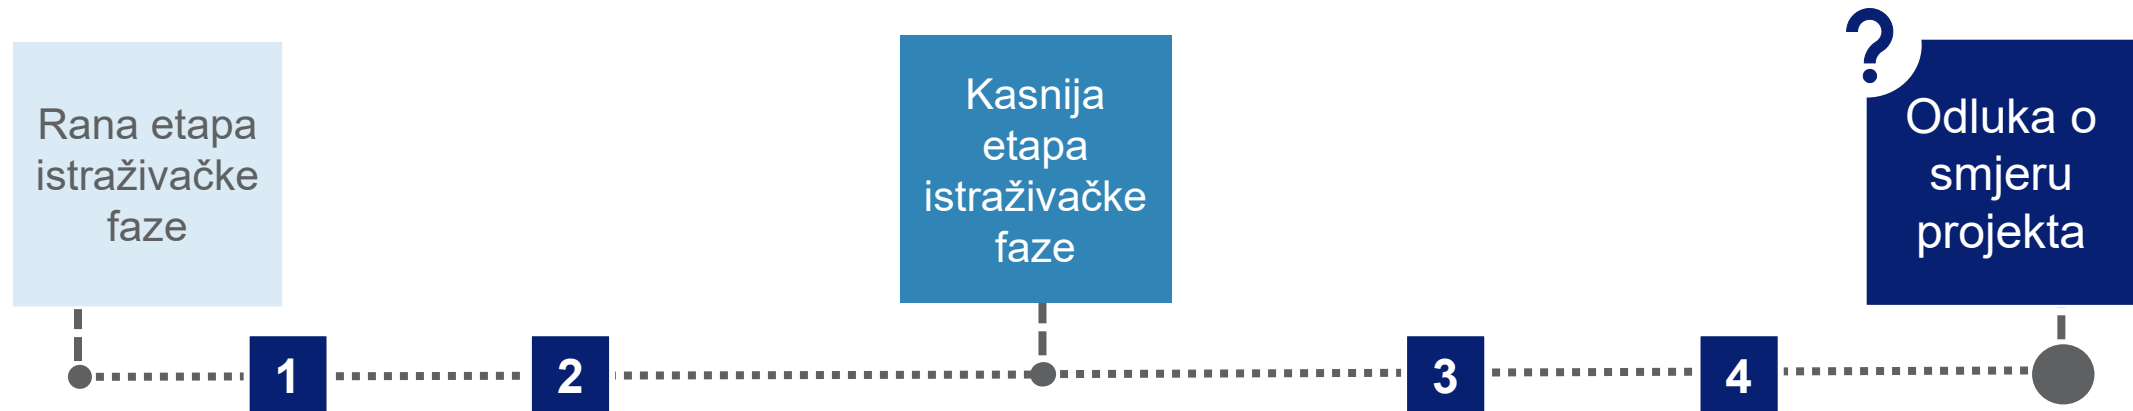 Rana etapa
istraživačke
faze
Kasnija
etapa
istraživačke
faze
?
Odluka o
smjeru
projekta
1
2
3
4